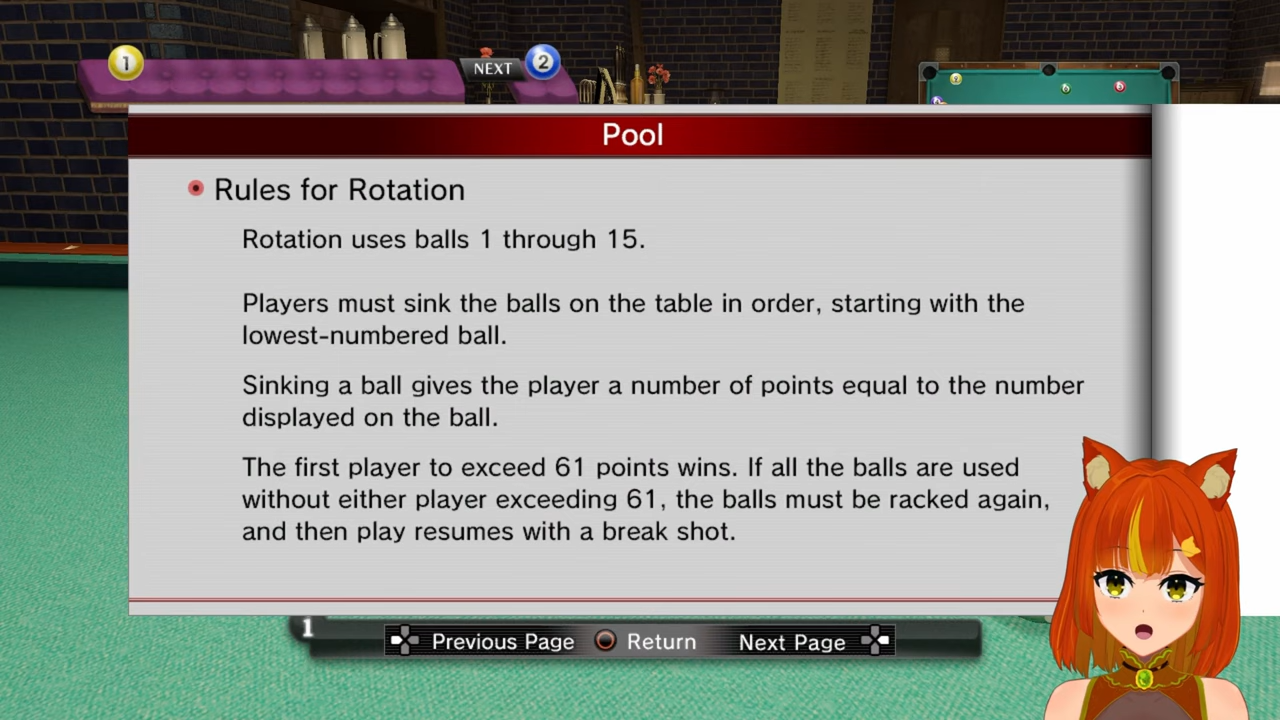 1
NEXT 2
Pool
Rules for Rotation
Rotation uses balls 1 through 15.
Players must sink the balls on the table in order, starting with the
lowest-numbered ball.
Sinking a ball gives the player a number of points equal to the number
displayed on the ball.
The first player to exceed 61 points wins. If all the balls are used
without either player exceeding 61, the balls must be racked again,
and then play resumes with a break shot.
1
Previous Page Return Next Page